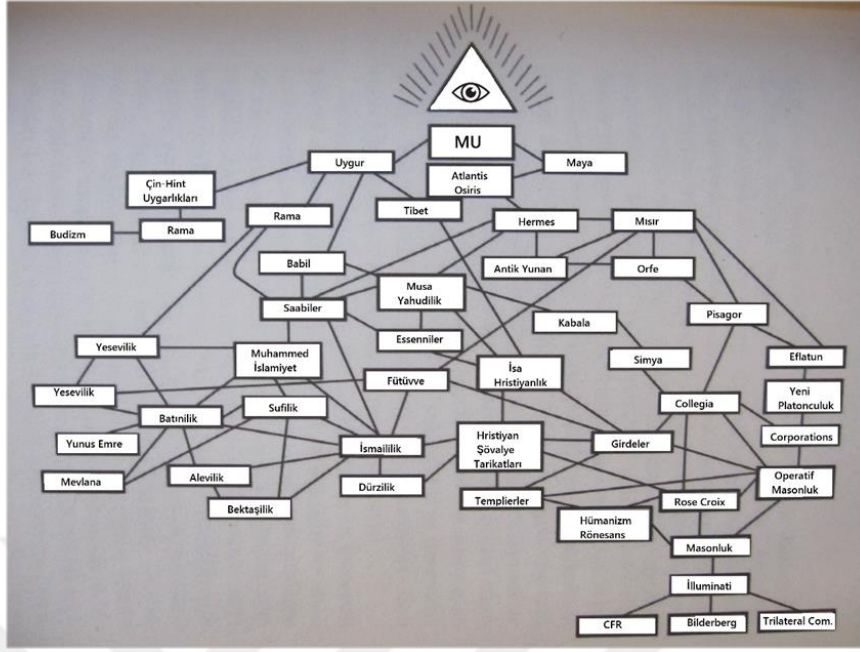 MU
Uygur
Maya
Atlantis
Osiris
Çin-Hint
Uygarlıkları
Rama
Tibet
Hermes
Mısır
Budizm
Rama
Babil
Antik Yunan
Orfe
Musa
Yahudilik
Saabiler
Kabala
Pisagor
Essenniler
Yesevilik
Muhammed
İslamiyet
Simya
Eflatun
Fütüvve
İsa
Hristiyanlık
Yesevilik
Sufilik
Collegia
Yeni
Platonculuk
Batınilik
Yunus Emre
İsmaililik
Hristiyan
Şövalye
Tarikatları
Girdeler
Corporations
Mevlana
Alevilik
Dürzilik
Operatif
Masonluk
Bektaşilik
Templierler
Rose Croix
Hümanizm
Rönesans
Masonluk
İlluminati
CFR
Bilderberg
Trilateral Com.